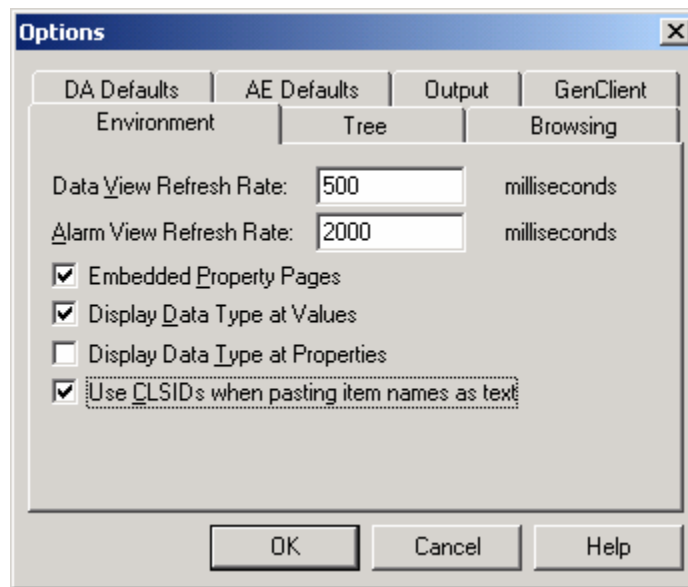 Options
DA Defaults AE Defaults Output GenClient
Environment Tree Browsing
Data View Refresh Rate: 500 milliseconds
Alarm View Refresh Rate: 2000 milliseconds
Embedded Property Pages
Display Data Type at Values
Display Data Type at Properties
Use CLSIDs when pasting item names as text
OK Cancel Help